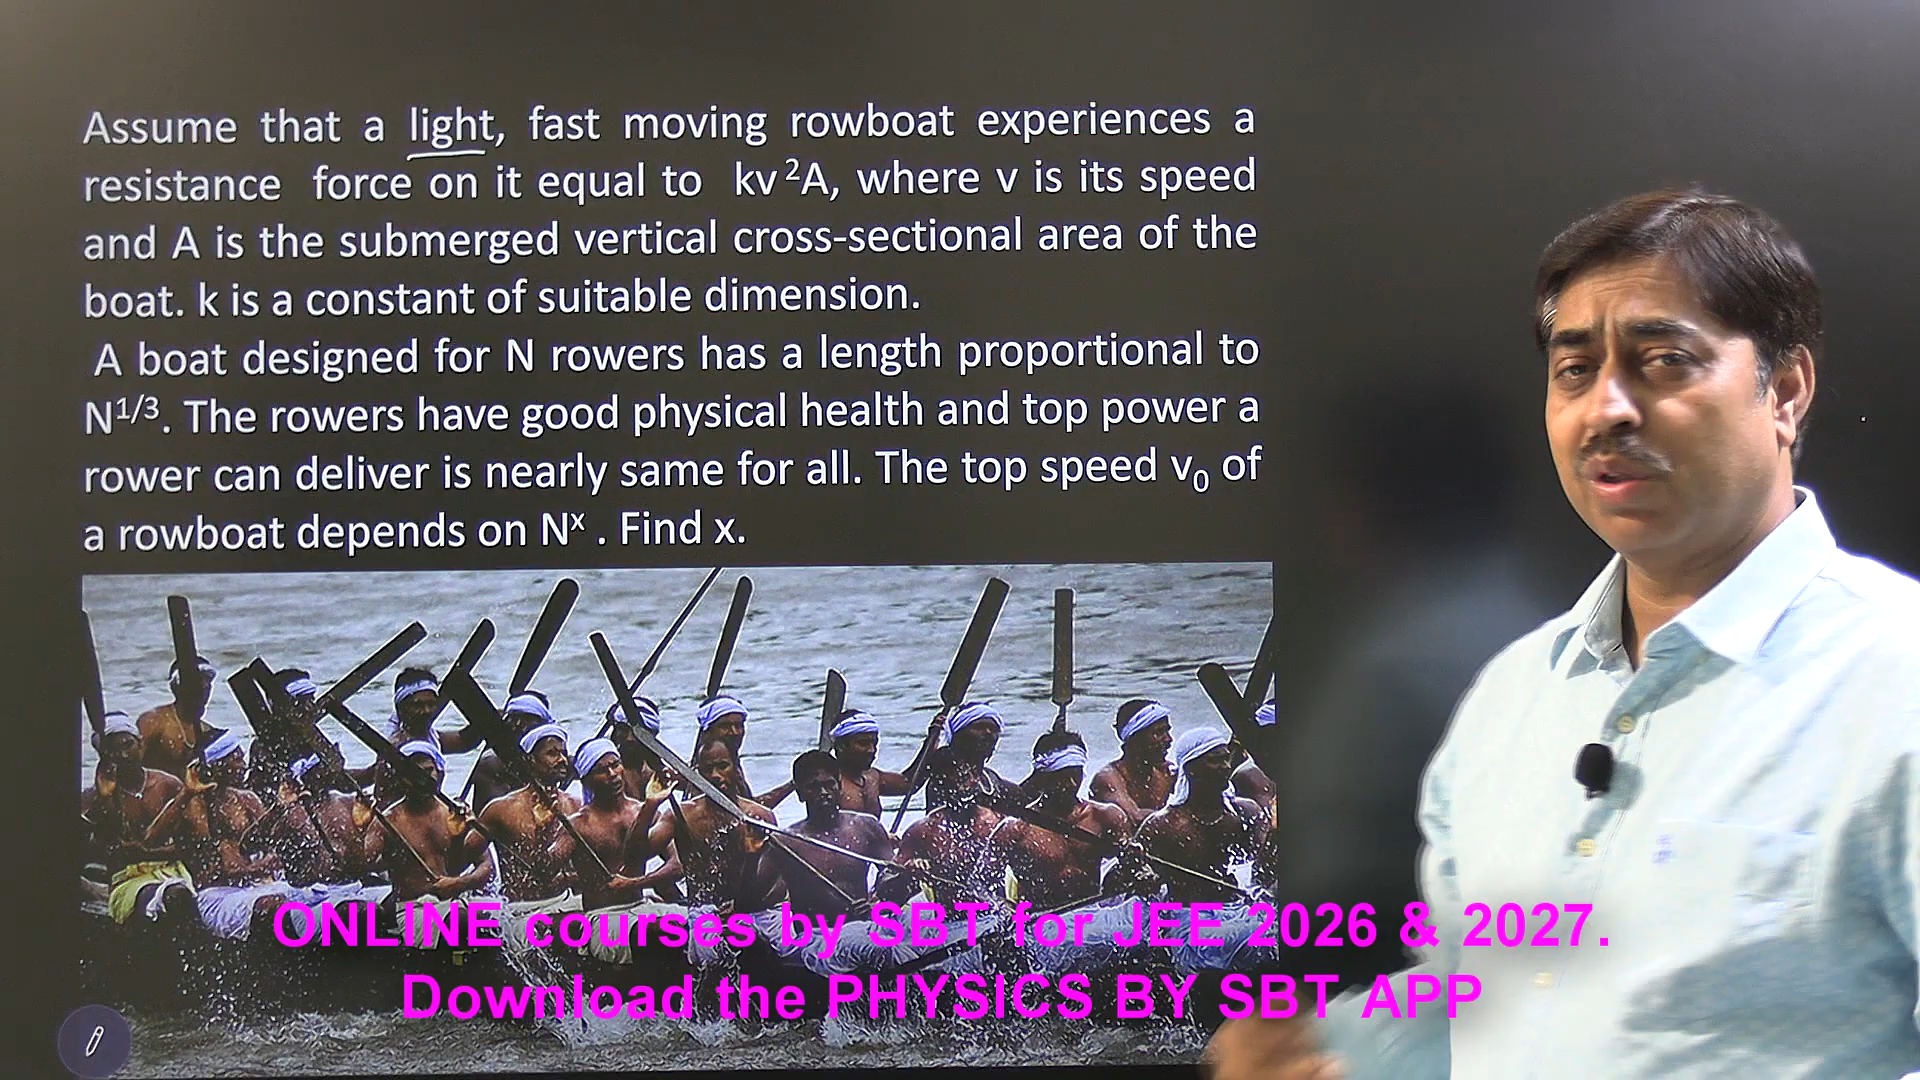 Assume that a light, fast moving rowboat experiences a
resistance force on it equal to kv²A, where v is its speed
and A is the submerged vertical cross-sectional area of the
boat. k is a constant of suitable dimension.
A boat designed for N rowers has a length proportional to
N¹/³. The rowers have good physical health and top power a
rower can deliver is nearly same for all. The top speed v₀ of
a rowboat depends on Nˣ . Find x.
ONLINE courses by SBT for JEE 2026 & 2027.
Download the PHYSICS BY SBT APP